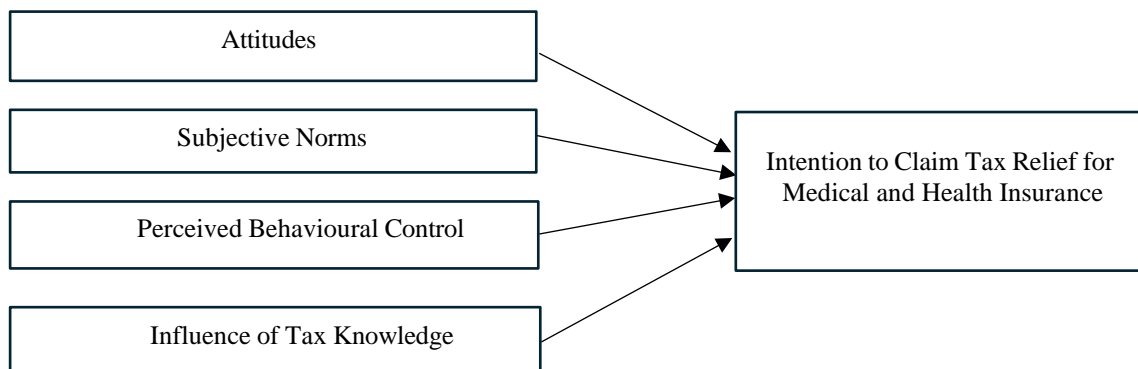 Attitudes
Subjective Norms
Perceived Behavioural Control
Influence of Tax Knowledge
Intention to Claim Tax Relief for
Medical and Health Insurance